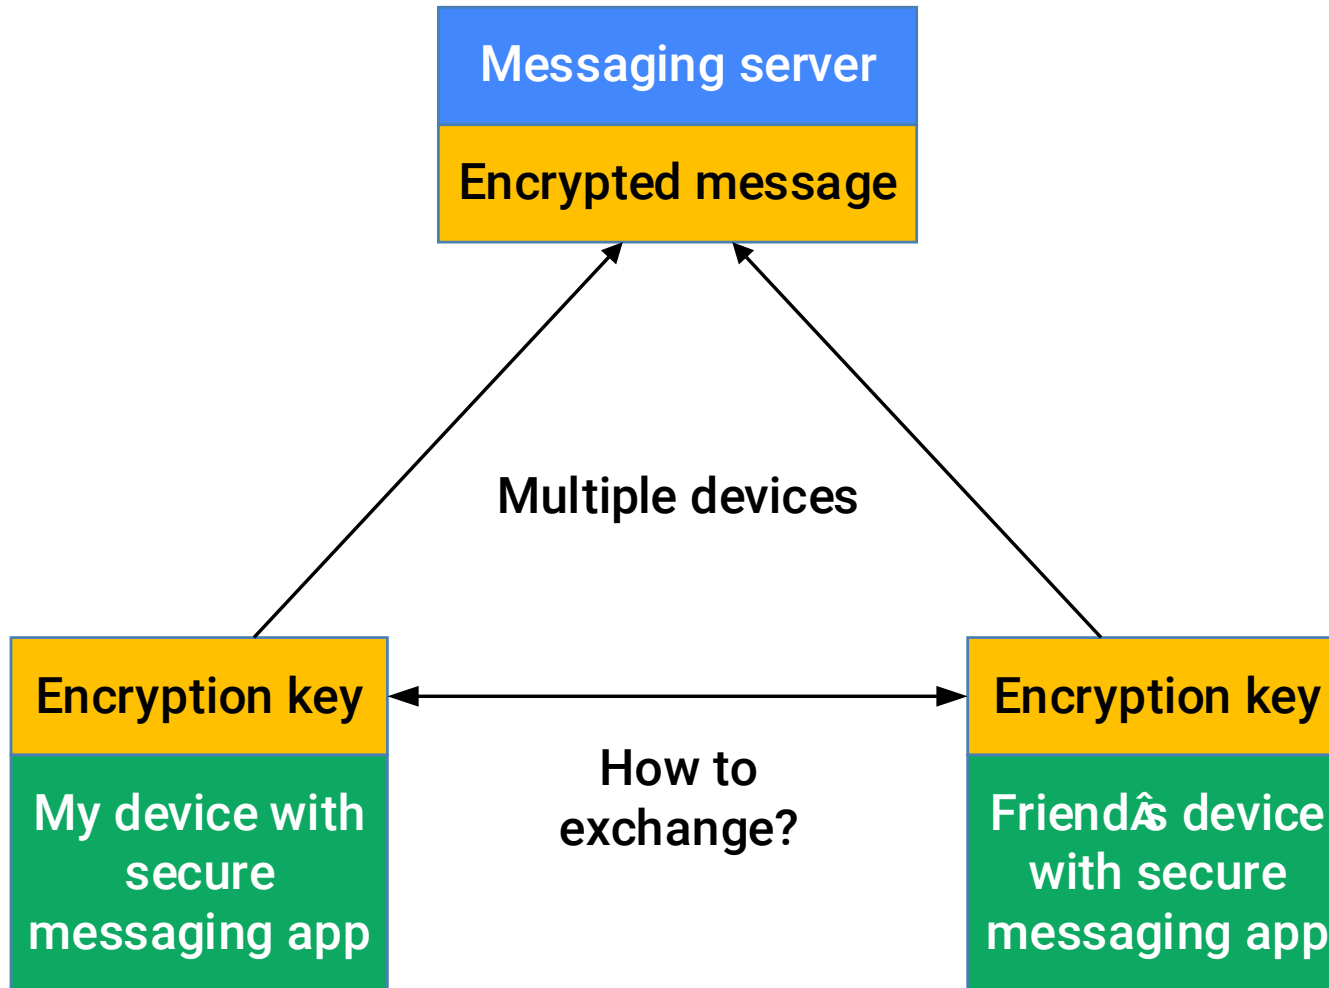 Messaging server
Encrypted message
Multiple devices
Encryption key
Encryption key
How to
exchange?
My device with
secure
messaging app
Friendâs device
with secure
messaging app